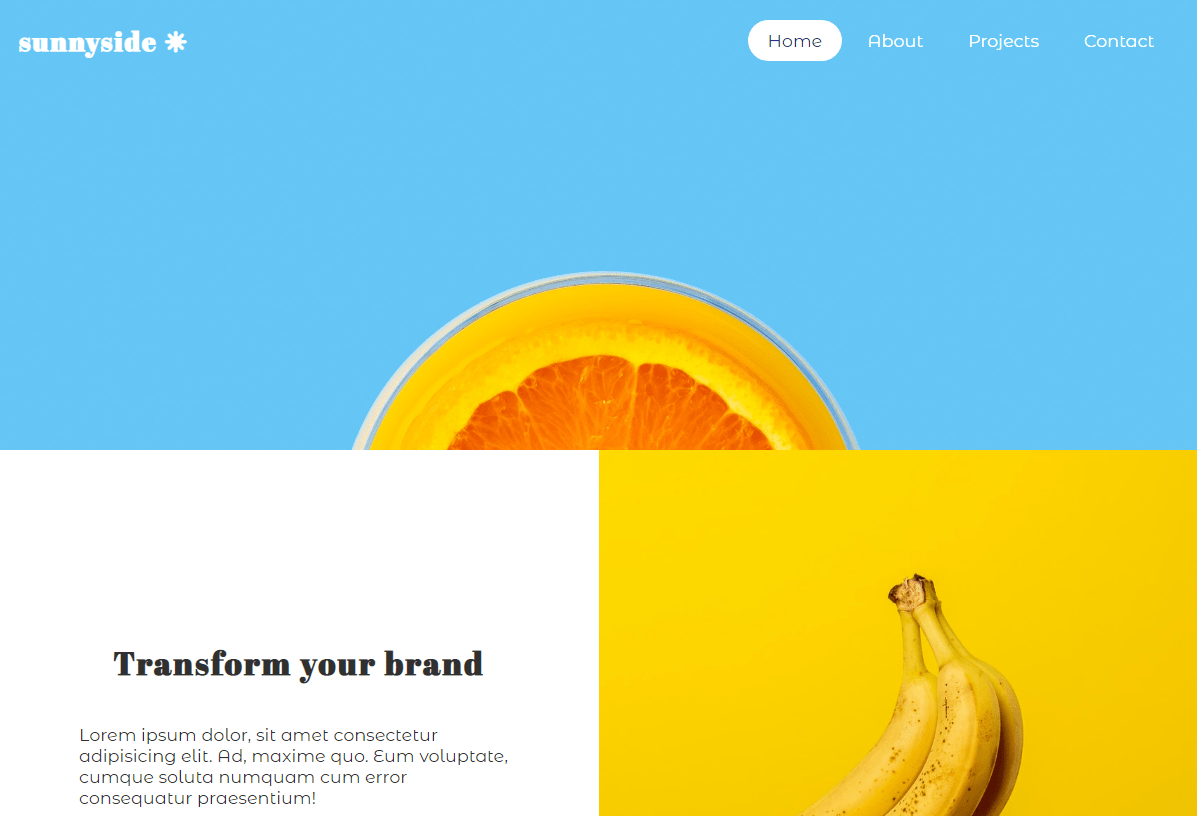 sunnyside
Home About Projects Contact
Transform your brand
Lorem ipsum dolor, sit amet consectetur
adipisicing elit. Ad, maxime quo. Eum voluptate,
cumque soluta numquam cum error
consequatur praesentium!